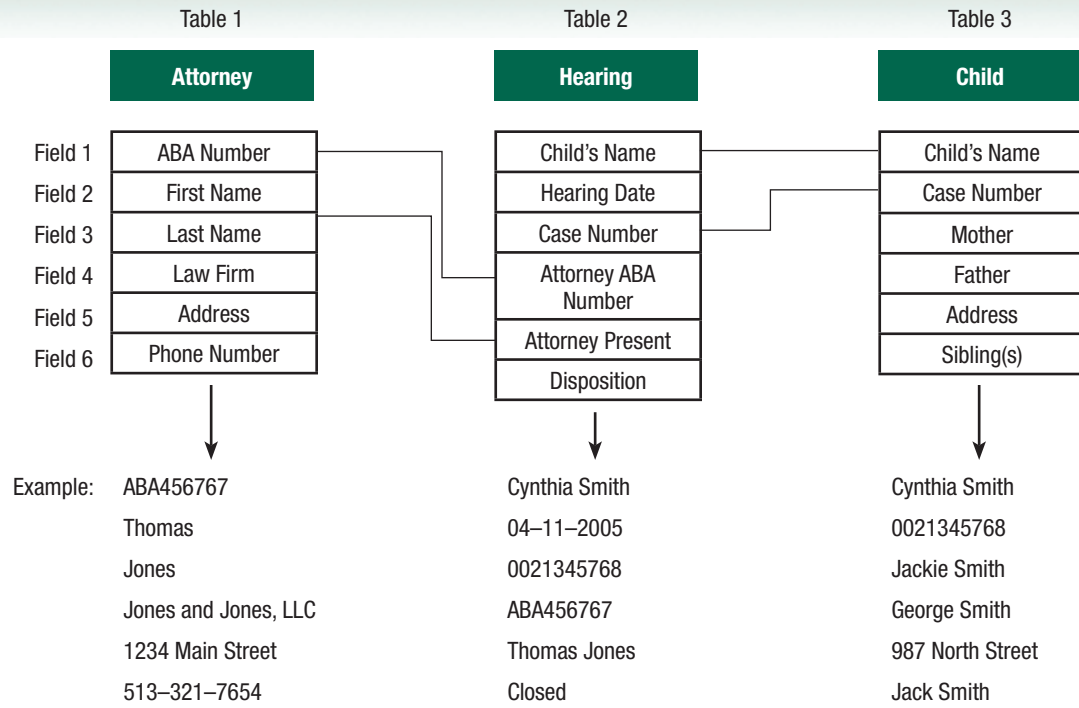 Table 1
Table 2
Table 3
Attorney
Hearing
Child
Field 1
Field 2
Field 3
Field 4
Field 5
Field 6
ABA Number
First Name
Last Name
Law Firm
Address
Phone Number
Child's Name
Hearing Date
Case Number
Attorney ABA
Number
Attorney Present
Disposition
Child's Name
Case Number
Mother
Father
Address
Sibling(s)
Example:
ABA456767
Thomas
Jones
Jones and Jones, LLC
1234 Main Street
513–321–7654
Cynthia Smith
04–11–2005
0021345768
ABA456767
Thomas Jones
Closed
Cynthia Smith
0021345768
Jackie Smith
George Smith
987 North Street
Jack Smith